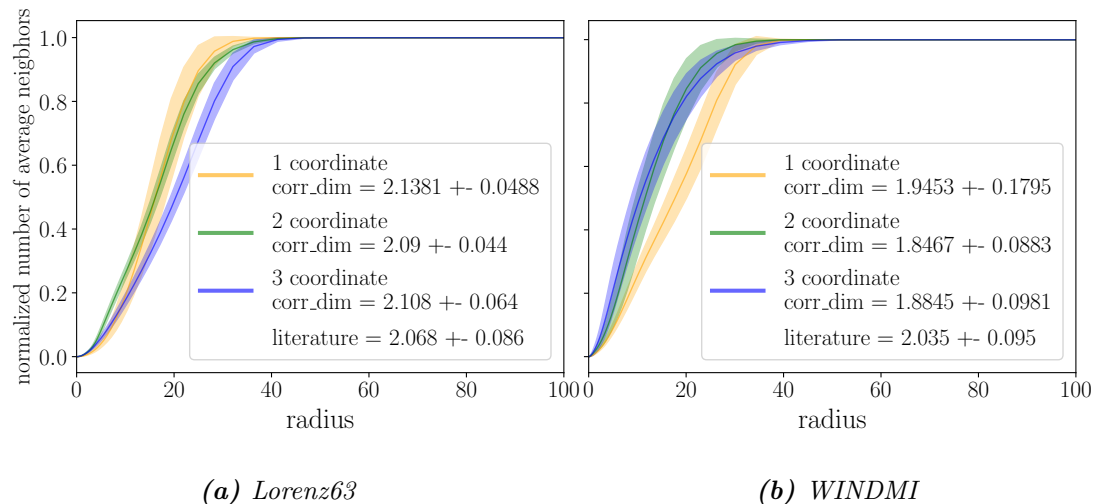 normalized number of average neigbhors
1.0
0.8
0.6
0.4
0.2
0.0
1 coordinate
corr_dim = 2.1381 +- 0.0488
2 coordinate
corr_dim = 2.09 +- 0.044
3 coordinate
corr_dim = 2.108 +- 0.064
literature = 2.068 +- 0.086
0 20 40 60 80 100
radius
(a) Lorenz63
1 coordinate
corr_dim = 1.9453 +- 0.1795
2 coordinate
corr_dim = 1.8467 +- 0.0883
3 coordinate
corr_dim = 1.8845 +- 0.0981
literature = 2.035 +- 0.095
0 20 40 60 80 100
radius
(b) WINDMI